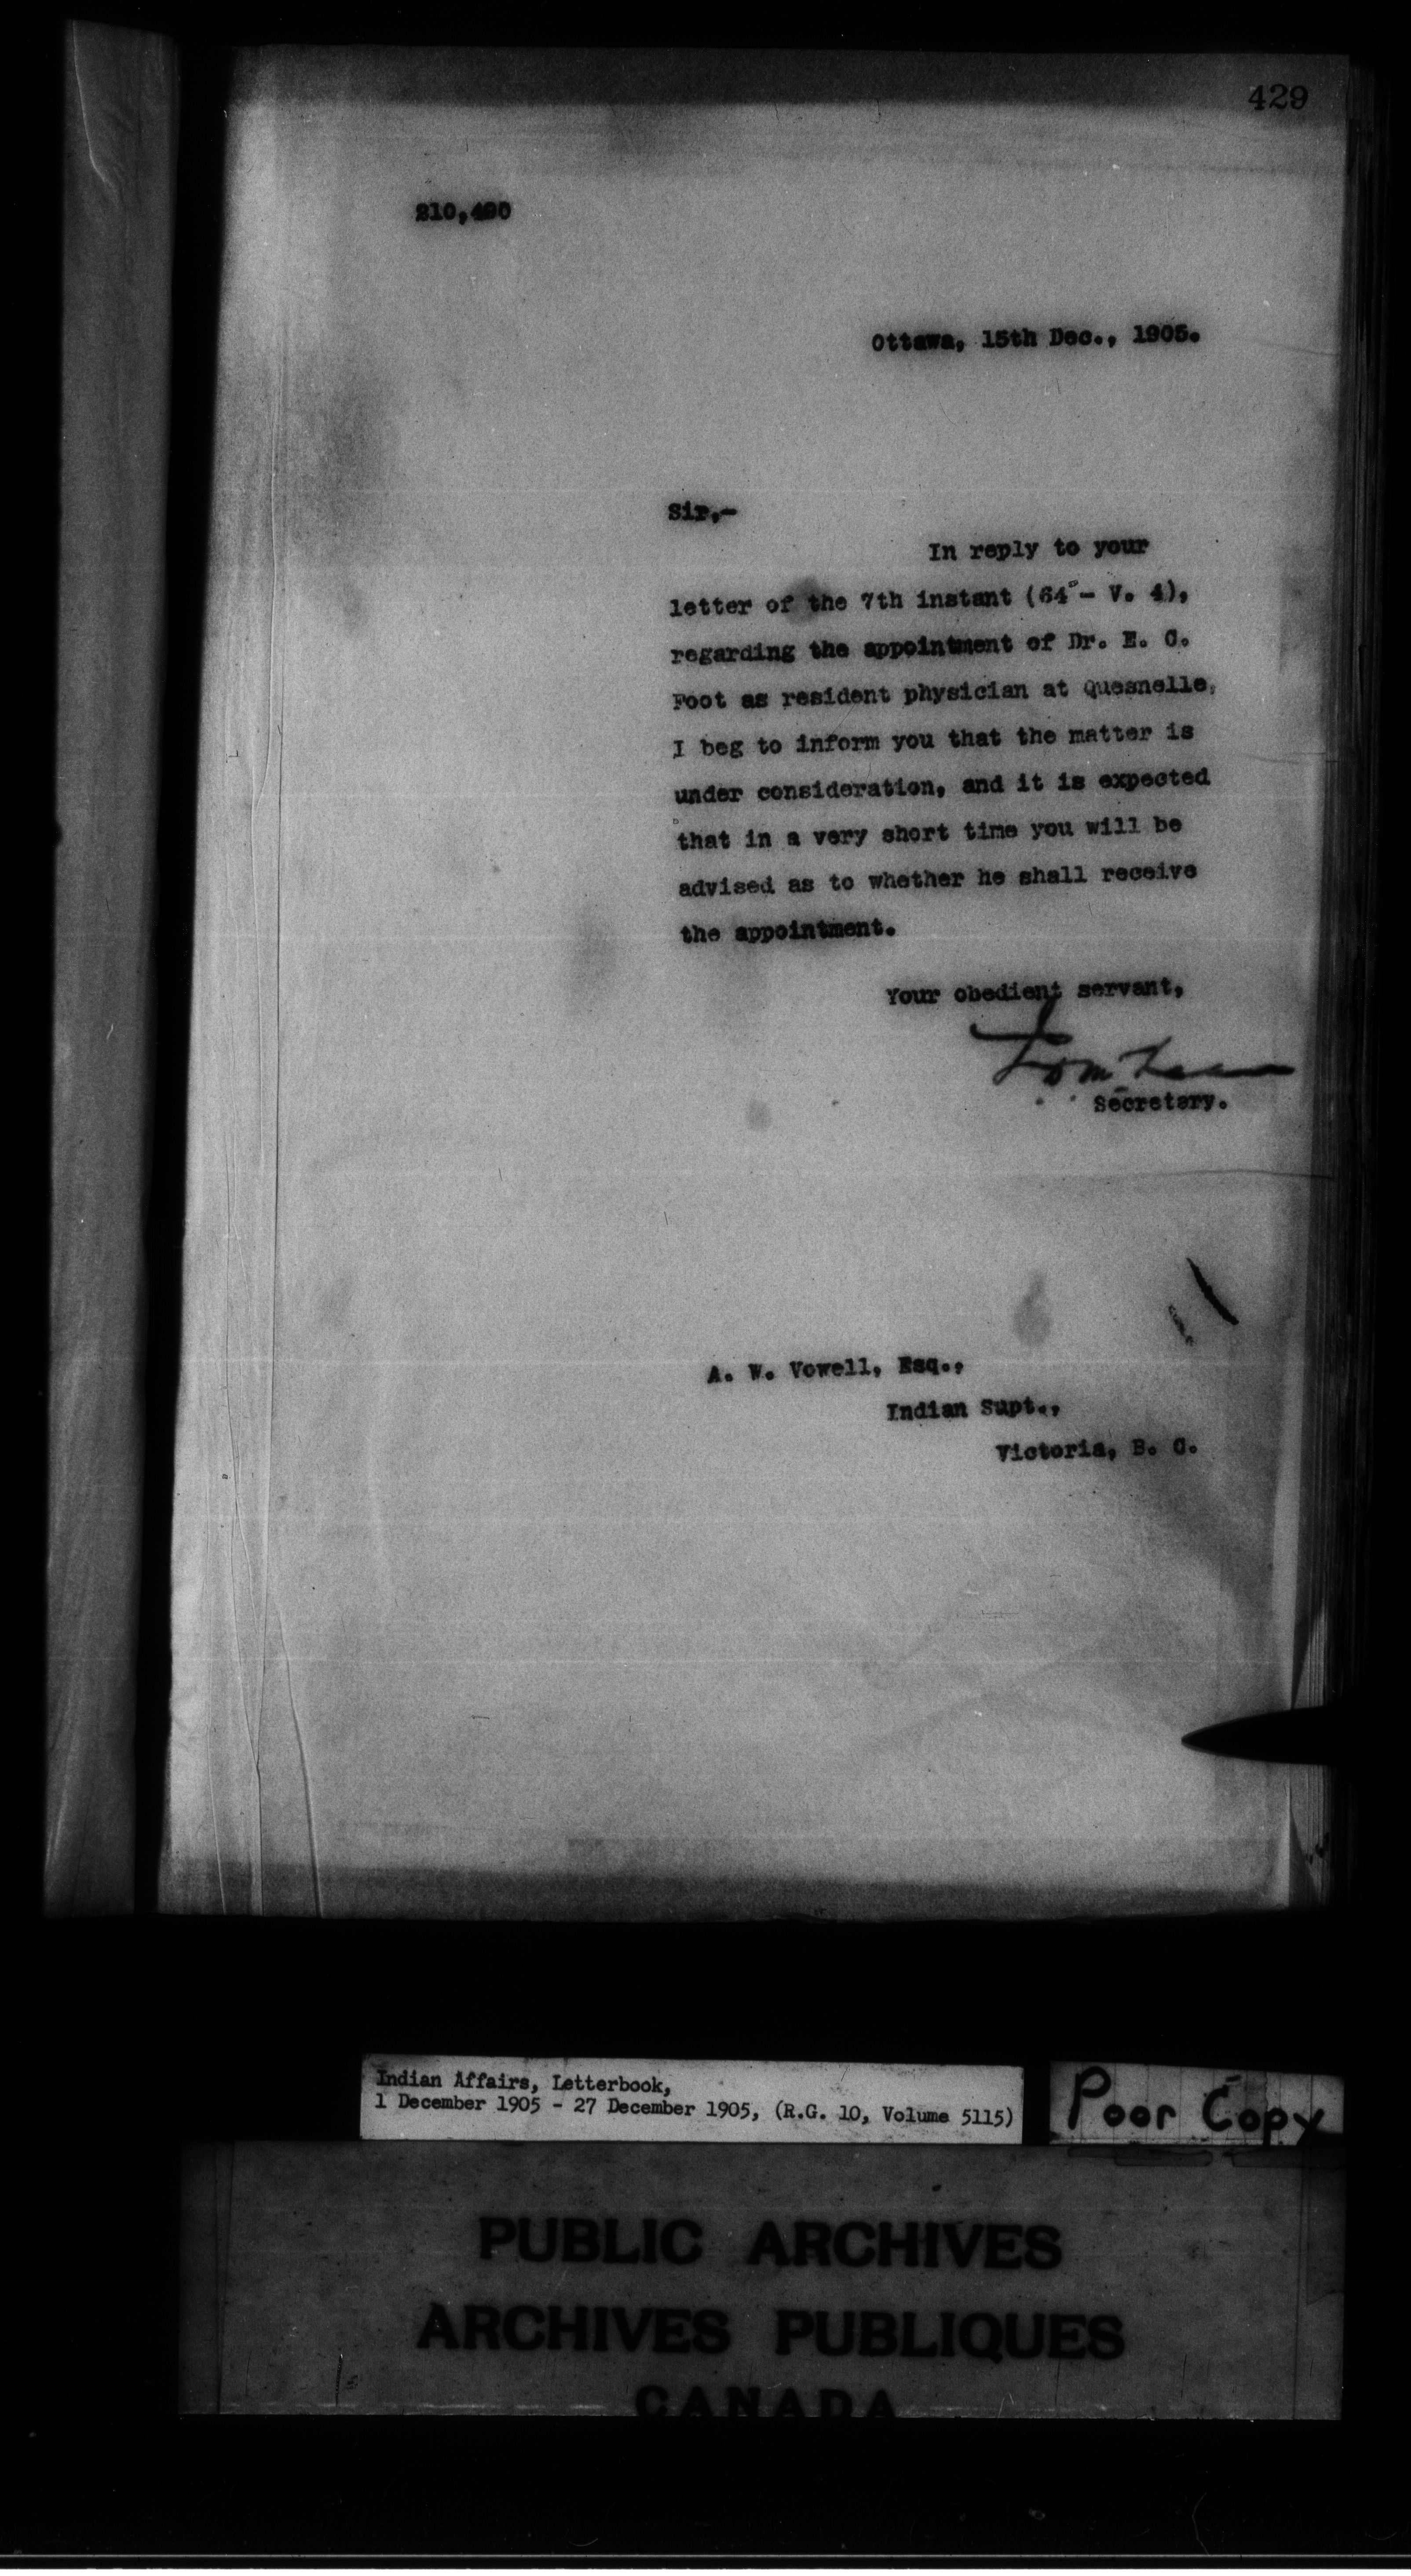 429
210,490
Ottawa, 15th Dec., 1905.
Sir,-
In reply to your
letter of the 7th instant (64 - V. 4),
regarding the appointment of Dr. E. C.
Foot as resident physician at Quesnelle,
I beg to inform you that the matter is
under consideration, and it is expected
that in a very short time you will be
advised as to whether he shall receive
the appointment.
Your obedient servant,
Secretary.
A. W. Vowell, Esq.,
Indian Supt.,
Victoria, B. C.
Indian Affairs, Letterbook,
1 December 1905 - 27 December 1905, (R.G. 10, Volume 5115)
Poor Copy
PUBLIC ARCHIVES
ARCHIVES PUBLIQUES
CANADA